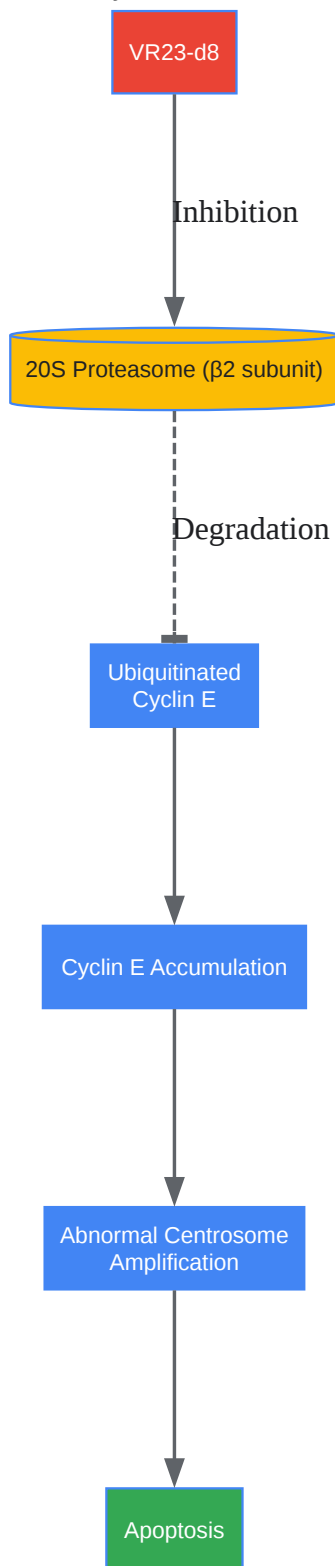 VR23-d8
Inhibition
20S Proteasome (β2 subunit)
Degradation
Ubiquitinated
Cyclin E
Cyclin E Accumulation
Abnormal Centrosome
Amplification
Apoptosis